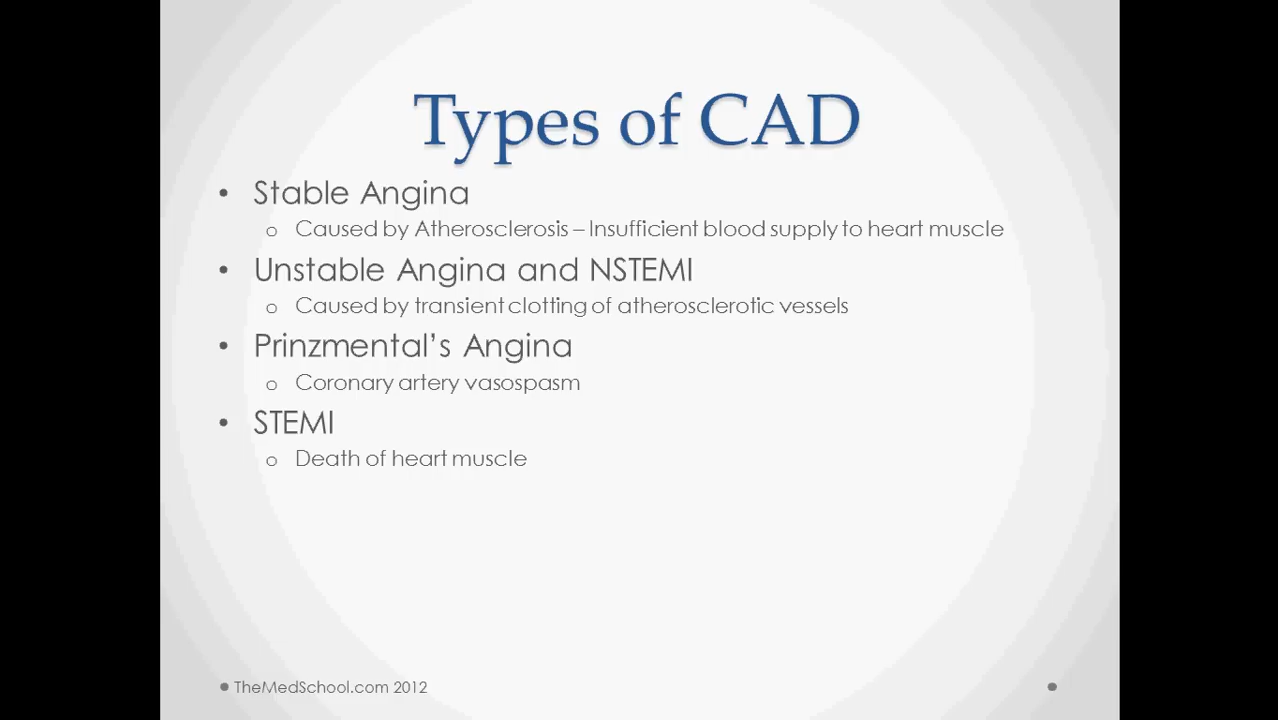 Types of CAD
• Stable Angina
o Caused by Atherosclerosis – Insufficient blood supply to heart muscle
• Unstable Angina and NSTEMI
o Caused by transient clotting of atherosclerotic vessels
• Prinzmental’s Angina
o Coronary artery vasospasm
• STEMI
o Death of heart muscle
• TheMedSchool.com 2012 •